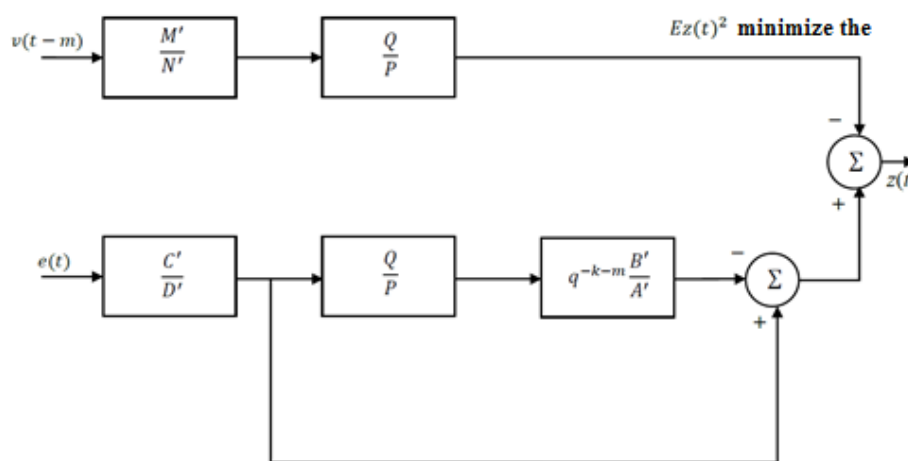 v(t − m)
M′
N′
Q
P
Ez(t)² minimize the
−
Σ
+
z(
e(t)
C′
D′
Q
P
q⁻ᵏ⁻ᵐ B′
A′
−
Σ
+